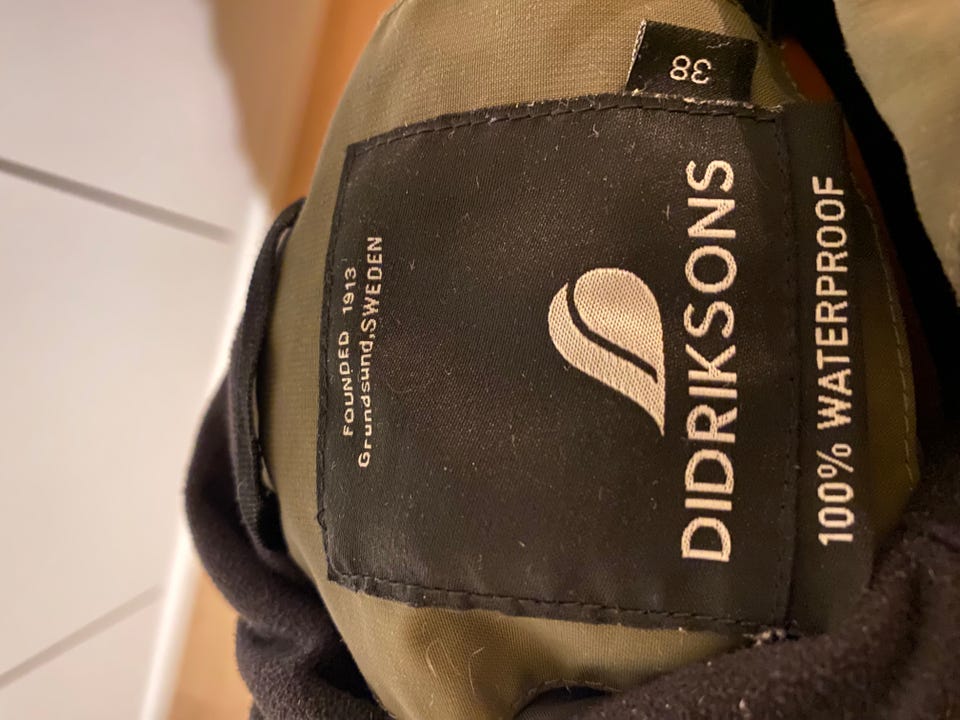 FOUNDED 1913
Grundsund,SWEDEN
DIDRIKSONS
100% WATERPROOF
38